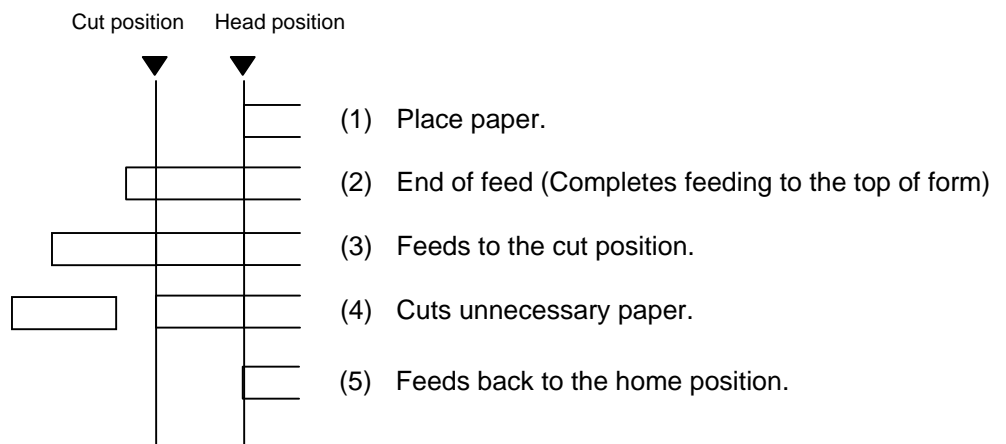 Cut position Head position
(1) Place paper.
(2) End of feed (Completes feeding to the top of form)
(3) Feeds to the cut position.
(4) Cuts unnecessary paper.
(5) Feeds back to the home position.